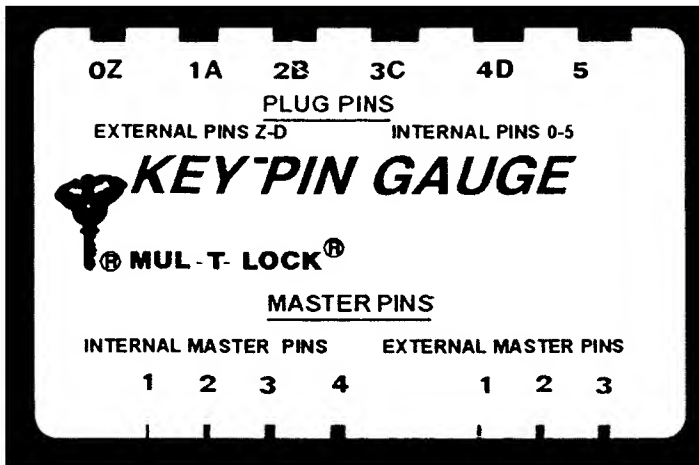 0Z 1A 2B 3C 4D 5
PLUG PINS
EXTERNAL PINS Z-D INTERNAL PINS 0-5
KEY-PIN GAUGE
® MUL-T-LOCK®
MASTER PINS
INTERNAL MASTER PINS EXTERNAL MASTER PINS
1 2 3 4 1 2 3